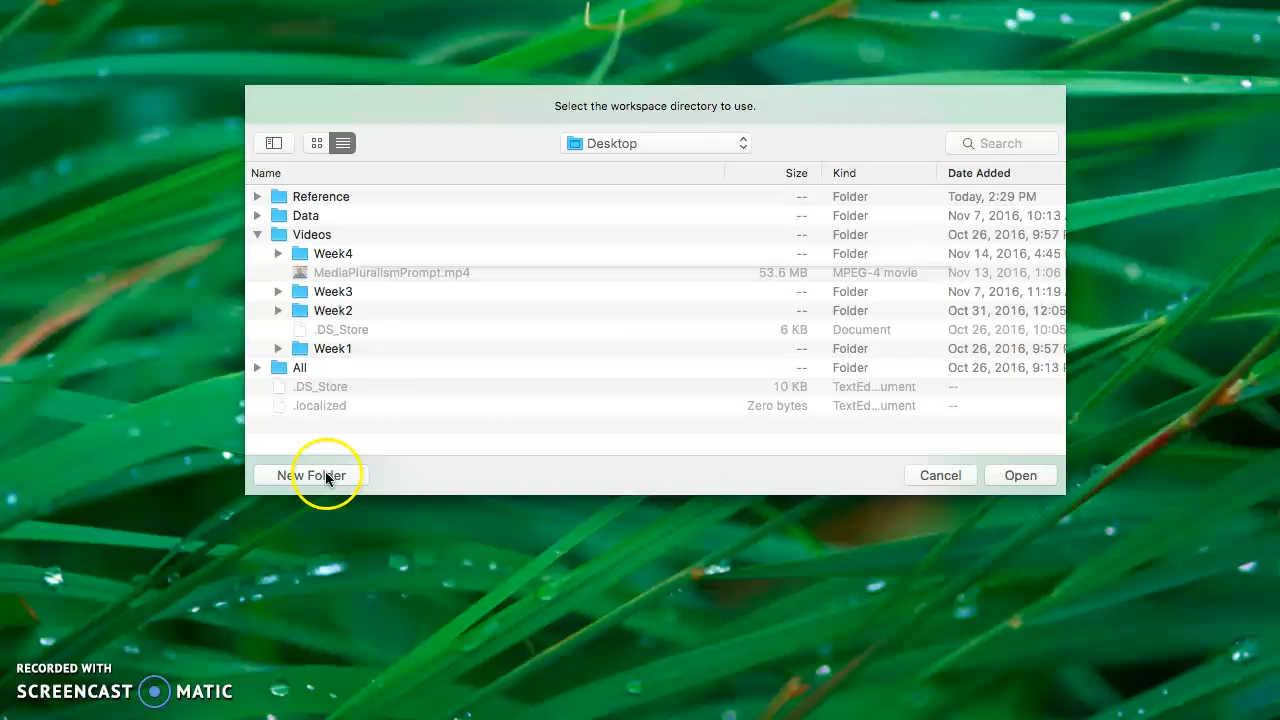 Select the workspace directory to use.
Desktop
Search
Name Size Kind Date Added
Reference -- Folder Today, 2:29 PM
Data -- Folder Nov 7, 2016, 10:13
Videos -- Folder Oct 26, 2016, 9:57
Week4 -- Folder Nov 14, 2016, 4:45
MediaPluralismPrompt.mp4 53.6 MB MPEG-4 movie Nov 13, 2016, 1:06
Week3 -- Folder Nov 7, 2016, 11:19
Week2 -- Folder Oct 31, 2016, 12:05
.DS_Store 6 KB Document Oct 26, 2016, 10:05
Week1 -- Folder Oct 26, 2016, 9:57
All -- Folder Oct 26, 2016, 9:13
.DS_Store 10 KB TextEd...ument --
.localized Zero bytes TextEd...ument --
New Folder Cancel Open
RECORDED WITH
SCREENCAST MATIC